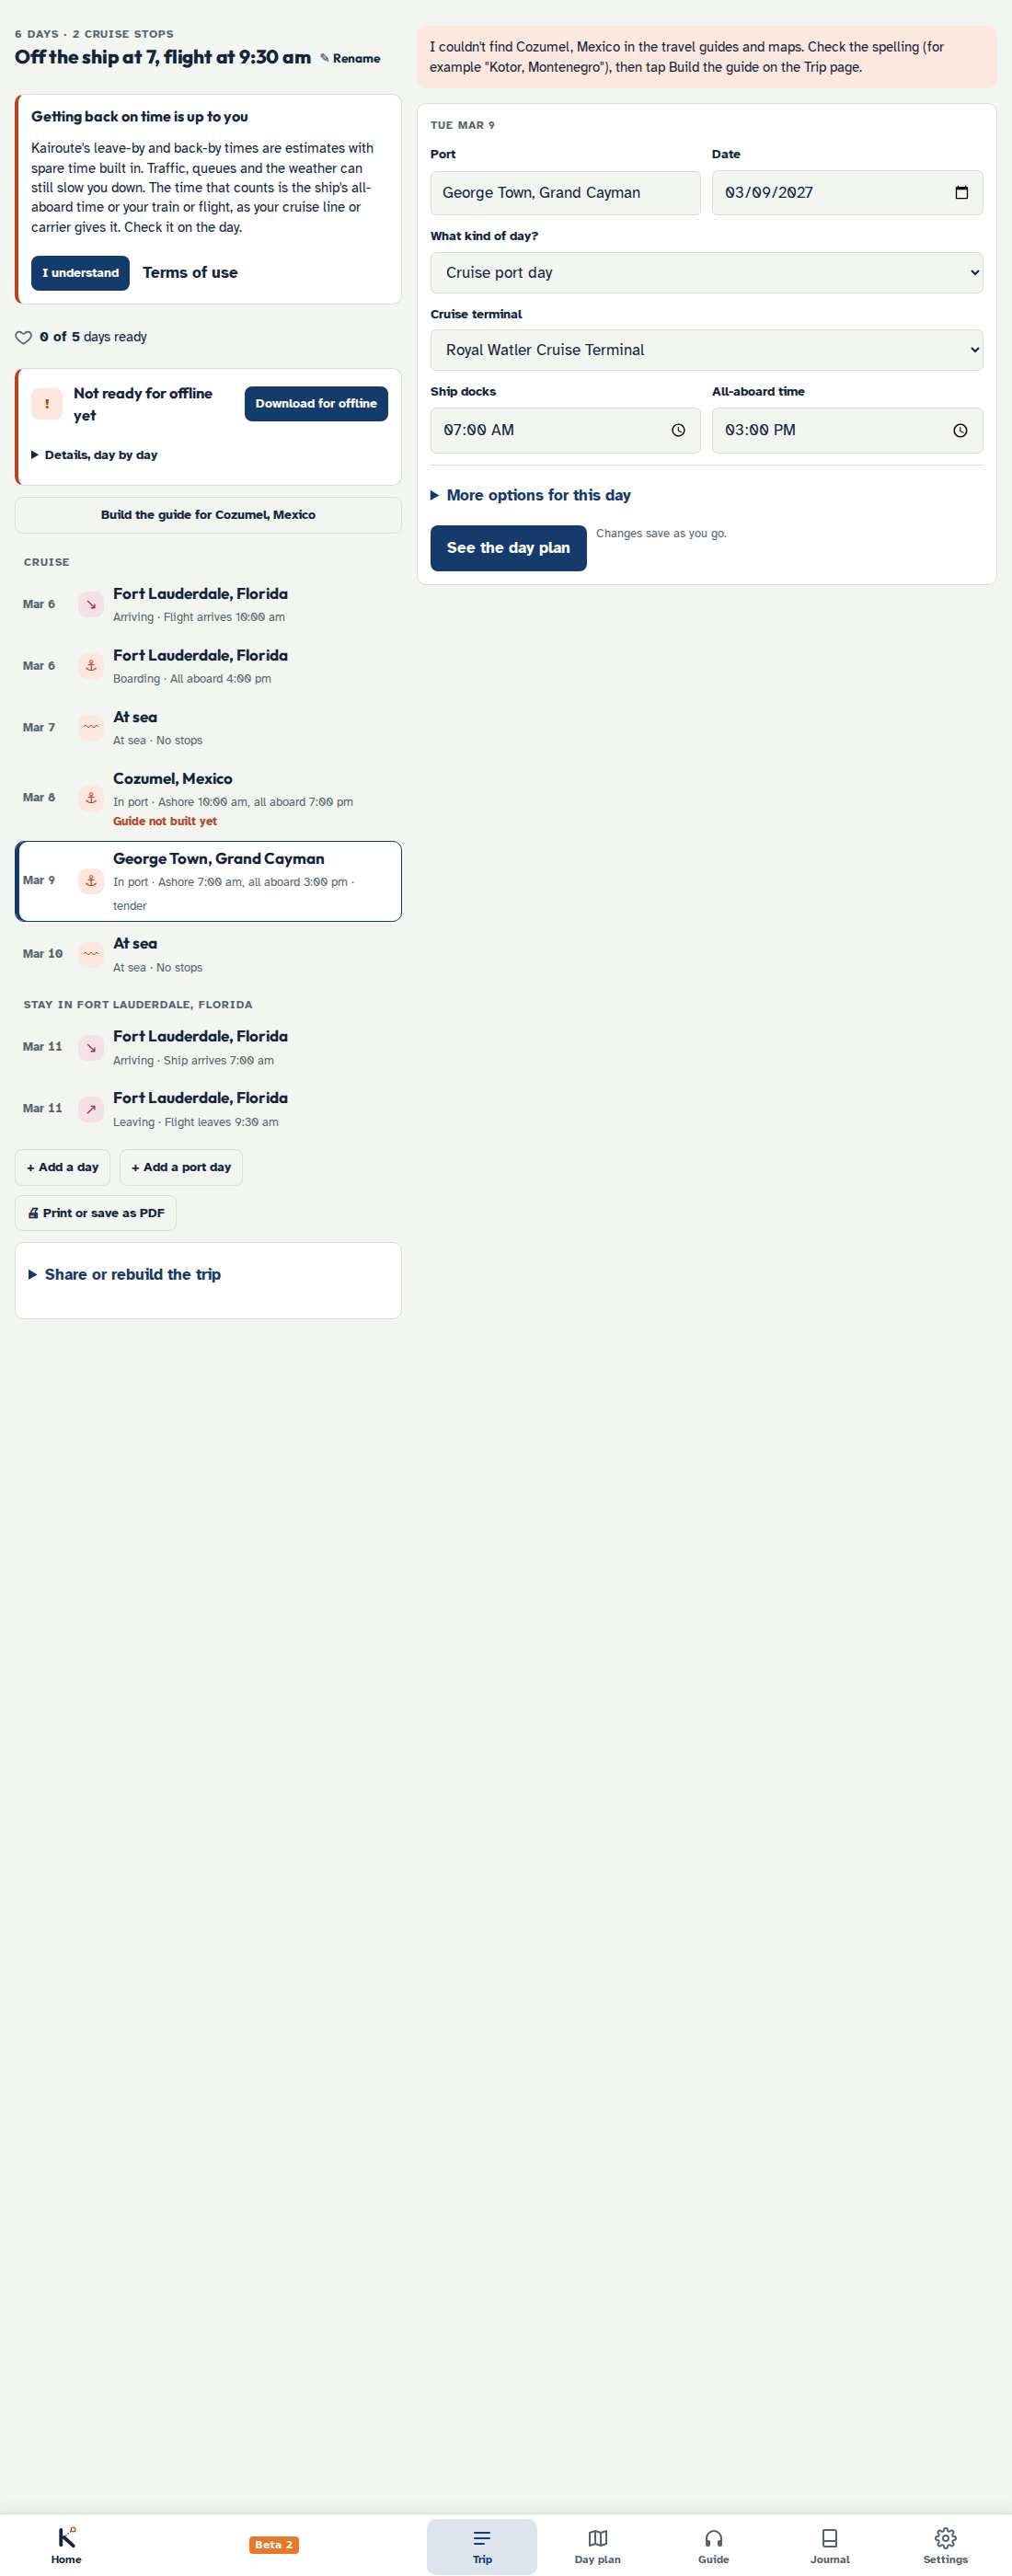 6 DAYS · 2 CRUISE STOPS
Off the ship at 7, flight at 9:30 am ✎ Rename
Getting back on time is up to you
Kairoute's leave-by and back-by times are estimates with
spare time built in. Traffic, queues and the weather can
still slow you down. The time that counts is the ship's all-
aboard time or your train or flight, as your cruise line or
carrier gives it. Check it on the day.
I understand
Terms of use
0 of 5 days ready
!
Not ready for offline
yet
Download for offline
Details, day by day
Build the guide for Cozumel, Mexico
CRUISE
Mar 6
Fort Lauderdale, Florida
Arriving · Flight arrives 10:00 am
Mar 6
Fort Lauderdale, Florida
Boarding · All aboard 4:00 pm
Mar 7
At sea
At sea · No stops
Mar 8
Cozumel, Mexico
In port · Ashore 10:00 am, all aboard 7:00 pm
Guide not built yet
Mar 9
George Town, Grand Cayman
In port · Ashore 7:00 am, all aboard 3:00 pm ·
tender
Mar 10
At sea
At sea · No stops
STAY IN FORT LAUDERDALE, FLORIDA
Mar 11
Fort Lauderdale, Florida
Arriving · Ship arrives 7:00 am
Mar 11
Fort Lauderdale, Florida
Leaving · Flight leaves 9:30 am
+ Add a day
+ Add a port day
Print or save as PDF
Share or rebuild the trip
I couldn't find Cozumel, Mexico in the travel guides and maps. Check the spelling (for
example "Kotor, Montenegro"), then tap Build the guide on the Trip page.
TUE MAR 9
Port
Date
George Town, Grand Cayman
03/09/2027
What kind of day?
Cruise port day
Cruise terminal
Royal Watler Cruise Terminal
Ship docks
All-aboard time
07:00 AM
03:00 PM
More options for this day
See the day plan
Changes save as you go.
Home
Beta 2
Trip
Day plan
Guide
Journal
Settings